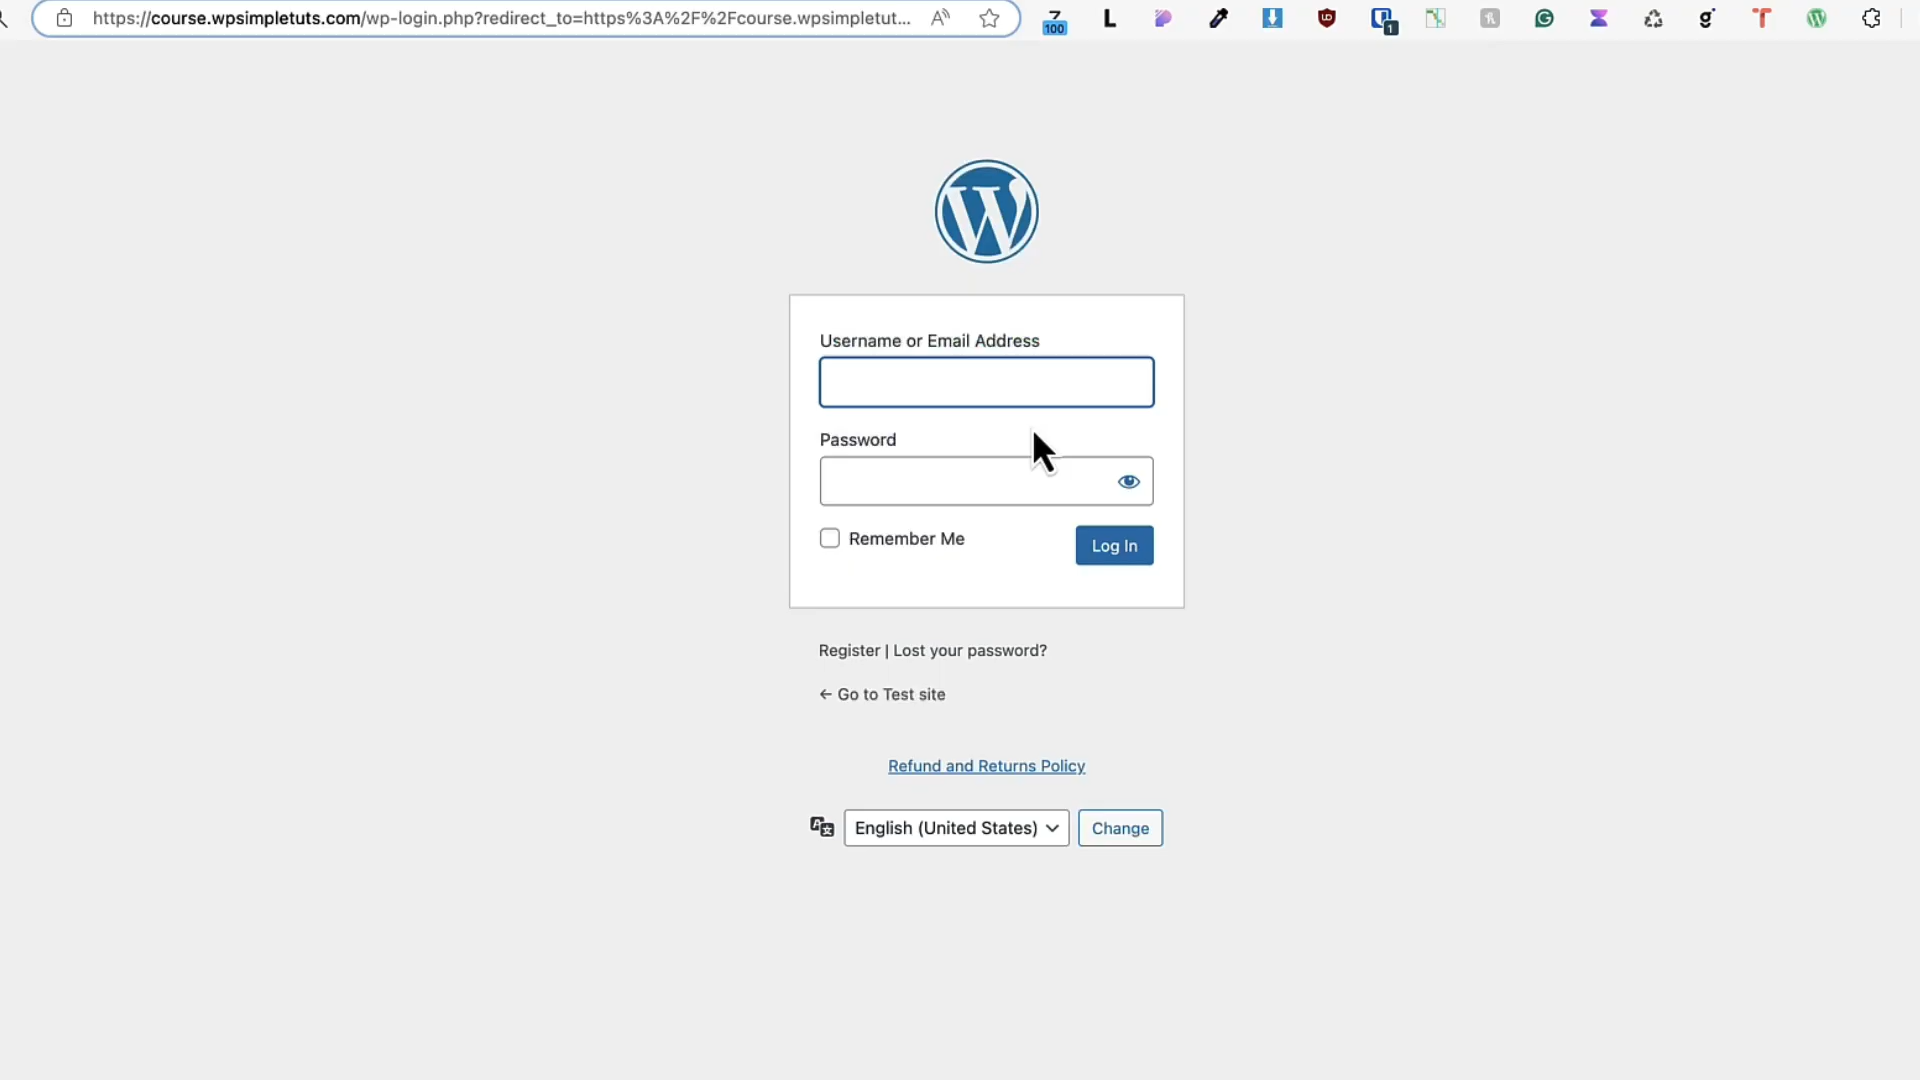 https://course.wpsimpletuts.com/wp-login.php?redirect_to=https%3A%2F%2Fcourse.wpsimpletut...
100
1
Username or Email Address
Password
Remember Me
Log In
Register | Lost your password?
← Go to Test site
Refund and Returns Policy
English (United States)
Change